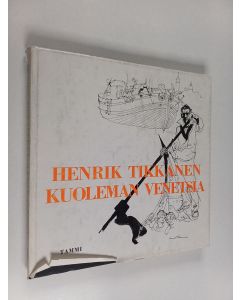 HENRIK TIKKANEN
KUOLEMAN VENETSIA
TAMMI